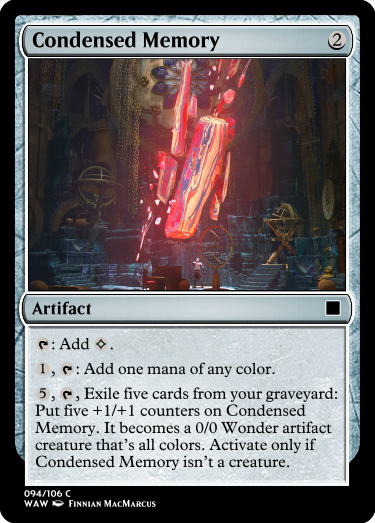 Condensed Memory 2
Artifact
: Add .
1, : Add one mana of any color.
5, , Exile five cards from your graveyard:
Put five +1/+1 counters on Condensed
Memory. It becomes a 0/0 Wonder artifact
creature that's all colors. Activate only if
Condensed Memory isn't a creature.
094/106 C
WAW Finnian MacMarcus